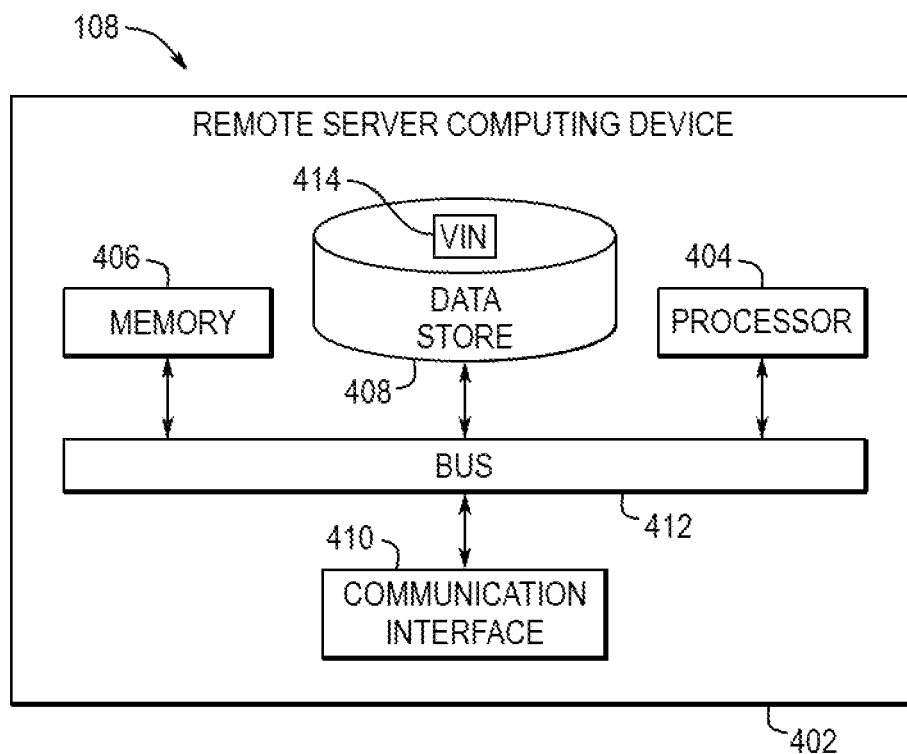 108
REMOTE SERVER COMPUTING DEVICE
414
VIN
406
404
MEMORY
DATA
STORE
PROCESSOR
408
BUS
410
412
COMMUNICATION
INTERFACE
402